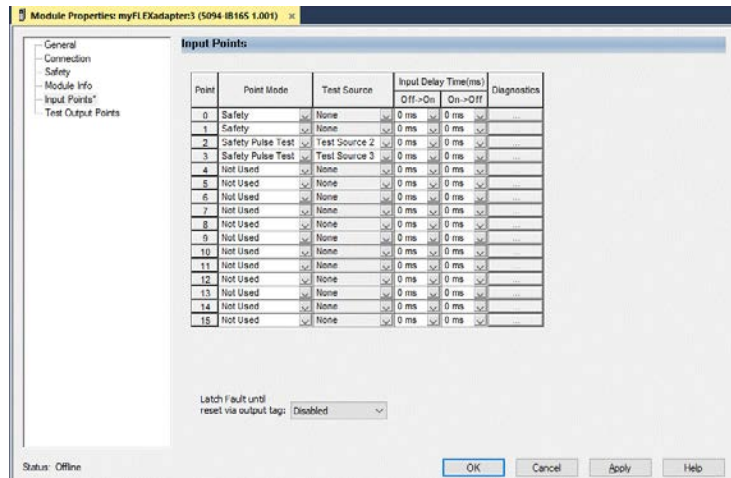 Module Properties: myFLEXadapter:3 (5094-IB16S 1.001) ×
General
Connection
Safety
Module Info
Input Points*
Test Output Points
Input Points
Point Point Mode Test Source Input Delay Time(ms) Diagnostics
Off->On On->Off
0 Safety None 0 ms 0 ms ...
1 Safety None 0 ms 0 ms ...
2 Safety Pulse Test Test Source 2 0 ms 0 ms ...
3 Safety Pulse Test Test Source 3 0 ms 0 ms ...
4 Not Used None 0 ms 0 ms ...
5 Not Used None 0 ms 0 ms ...
6 Not Used None 0 ms 0 ms ...
7 Not Used None 0 ms 0 ms ...
8 Not Used None 0 ms 0 ms ...
9 Not Used None 0 ms 0 ms ...
10 Not Used None 0 ms 0 ms ...
11 Not Used None 0 ms 0 ms ...
12 Not Used None 0 ms 0 ms ...
13 Not Used None 0 ms 0 ms ...
14 Not Used None 0 ms 0 ms ...
15 Not Used None 0 ms 0 ms ...
Latch Fault until
reset via output tag: Disabled
Status: Offline
OK Cancel Apply Help